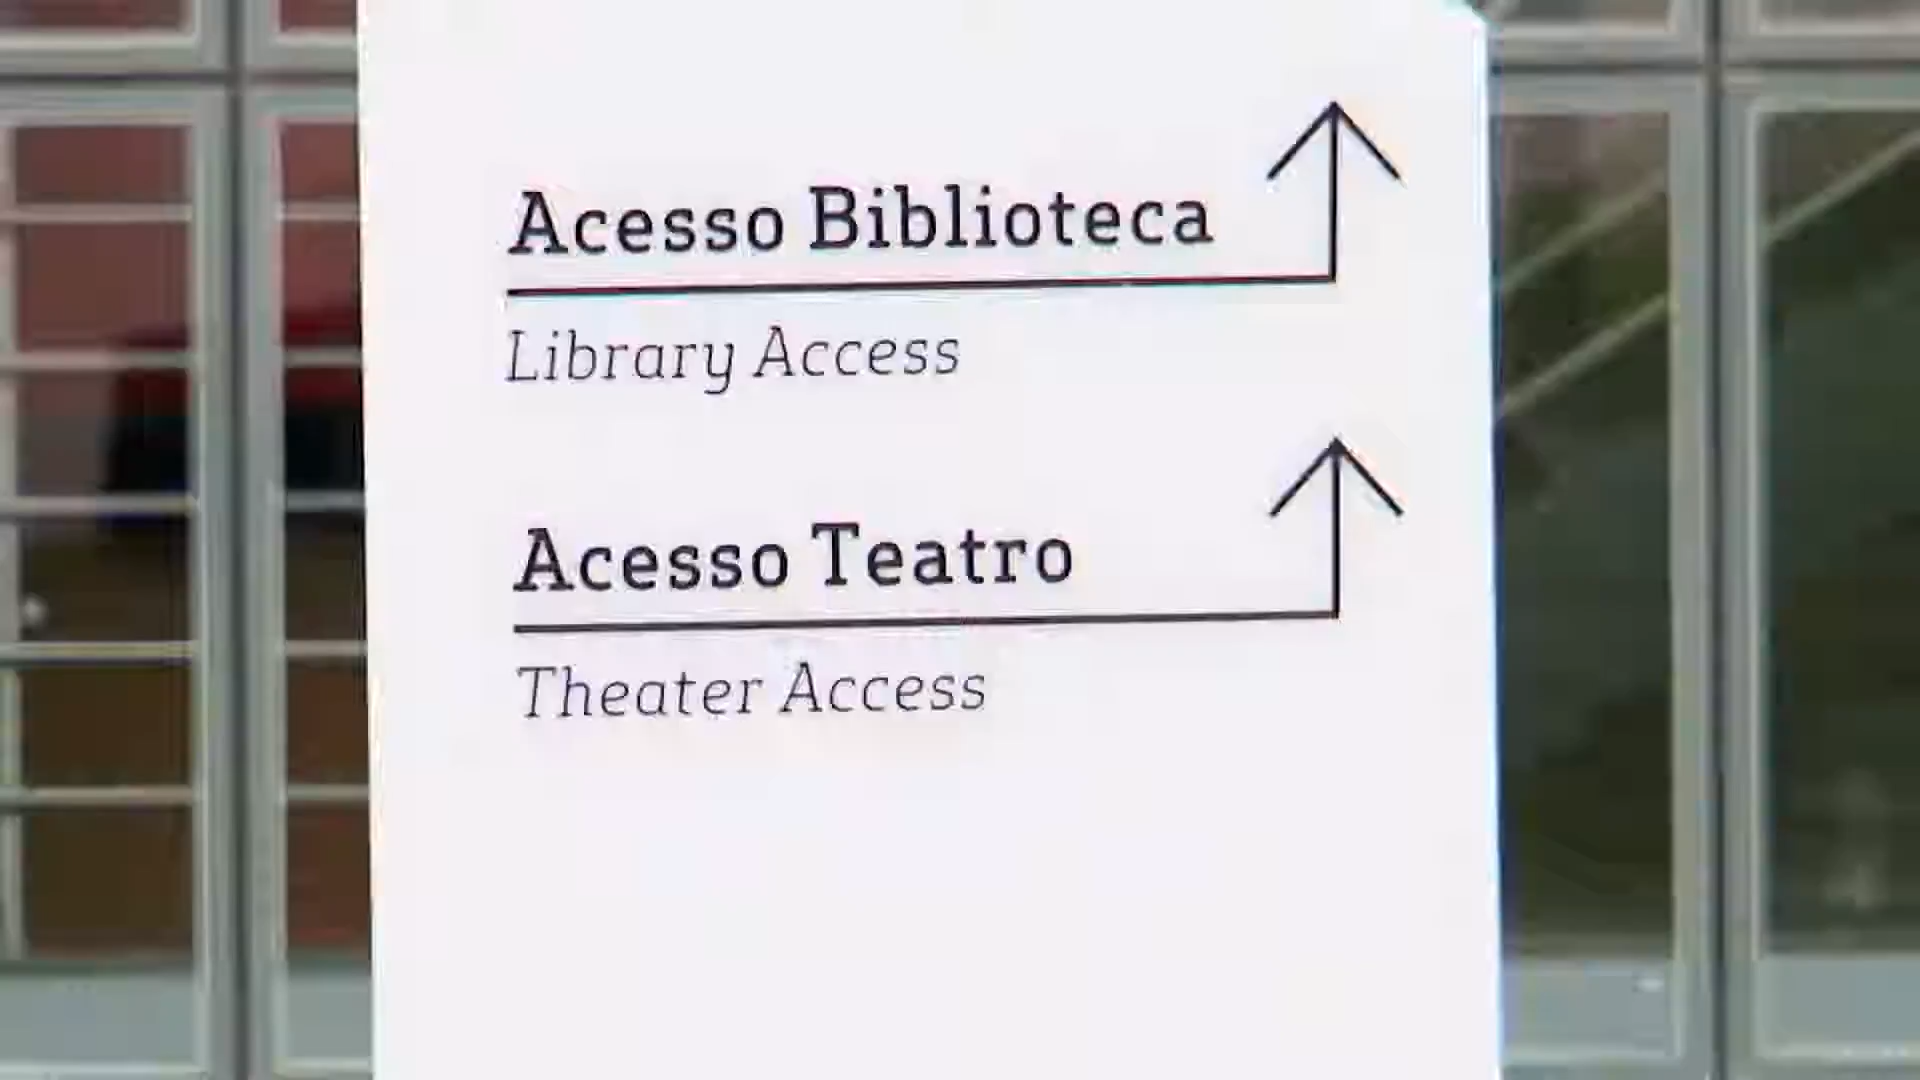 Acesso Biblioteca
Library Access
Acesso Teatro
Theater Access